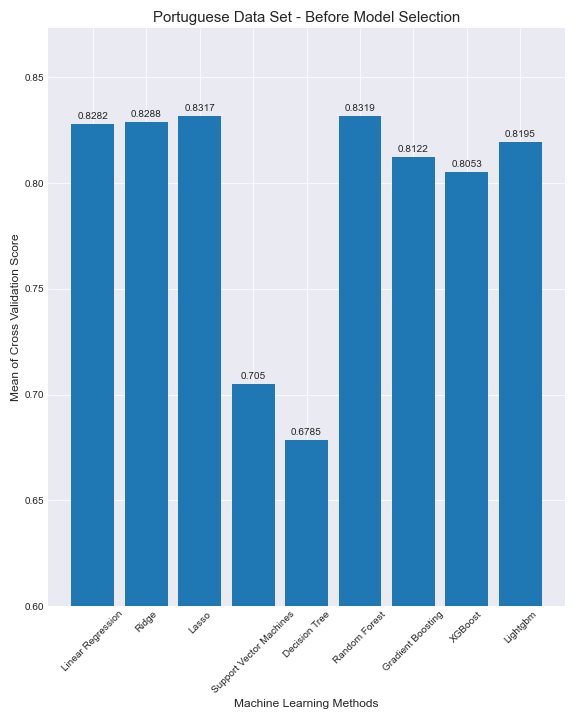 Portuguese Data Set - Before Model Selection
0.85
0.80
0.75
0.70
0.65
0.60
Mean of Cross Validation Score
0.8282
0.8288
0.8317
0.705
0.6785
0.8319
0.8122
0.8053
0.8195
Linear Regression
Ridge
Lasso
Support Vector Machines
Decision Tree
Random Forest
Gradient Boosting
XGBoost
Lightgbm
Machine Learning Methods